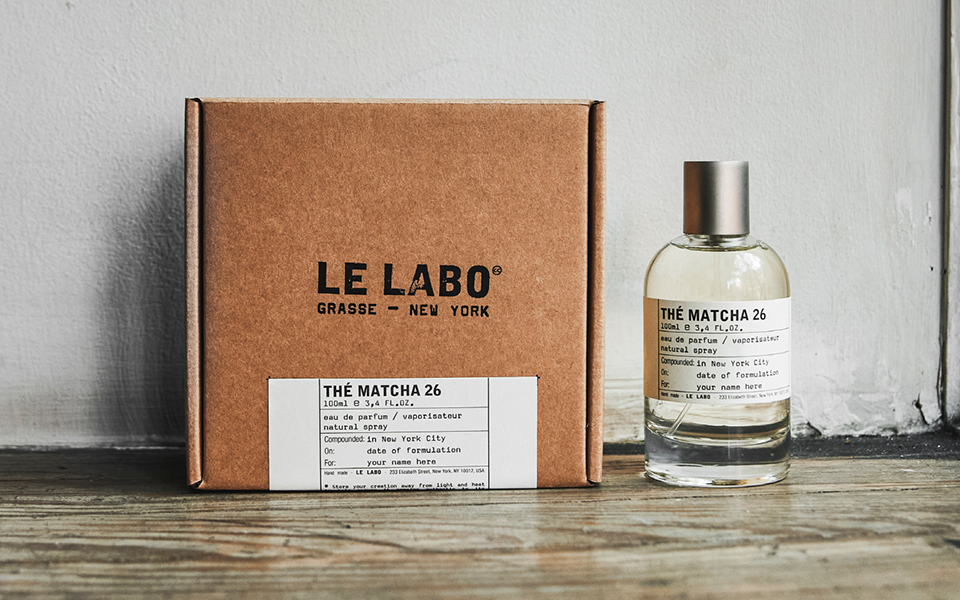 LE LABO
GRASSE — NEW YORK
THÉ MATCHA 26
100ml ℮ 3,4 FL.OZ.
eau de parfum / vaporisateur
natural spray
Compounded: in New York City
On: date of formulation
For: your name here
Hand made - LE LABO - 233 Elizabeth Street, New York, NY 10012, USA
* Store your creation away from light and heat
THÉ MATCHA 26
100ml ℮ 3,4 FL.OZ.
eau de parfum / vaporisateur
natural spray
Compounded: in New York City
On: date of formulation
For: your name here
Hand made - LE LABO - 233 Elizabeth Street, New York, NY